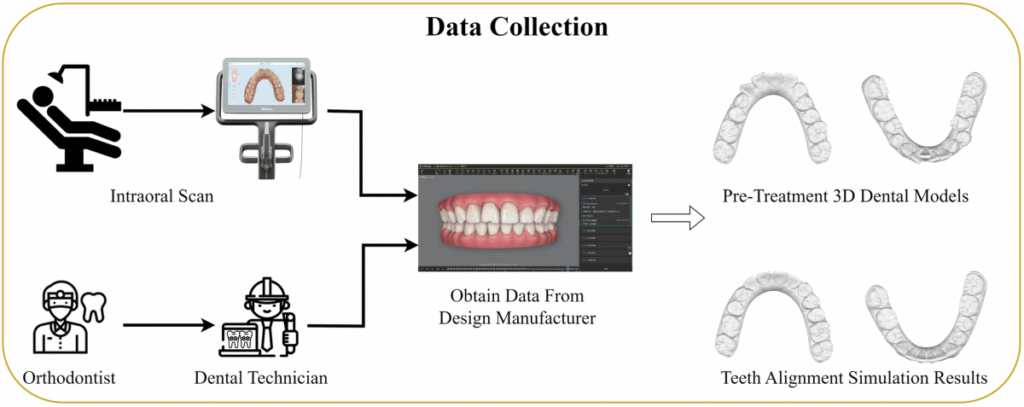 Data Collection
Intraoral Scan
Pre-Treatment 3D Dental Models
Obtain Data From
Design Manufacturer
Orthodontist
Dental Technician
Teeth Alignment Simulation Results